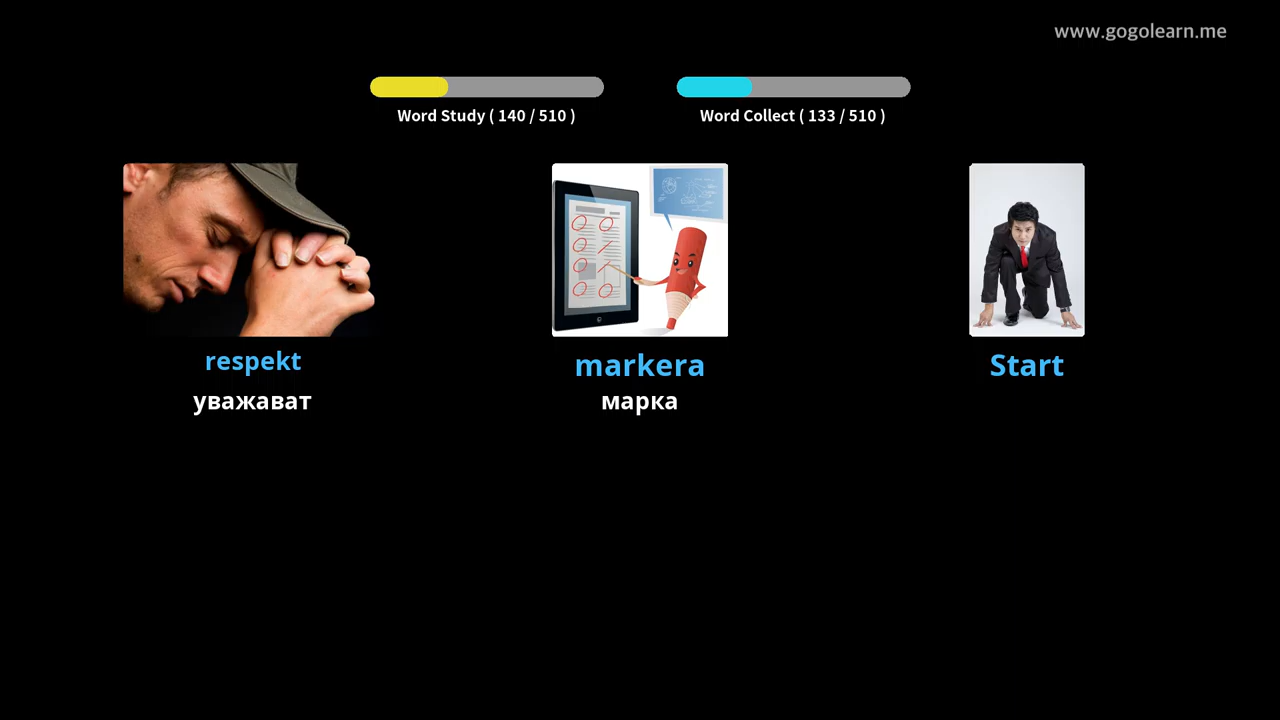 www.gogolearn.me
Word Study ( 140 / 510 )
Word Collect ( 133 / 510 )
respekt
markera
Start
уважават
марка